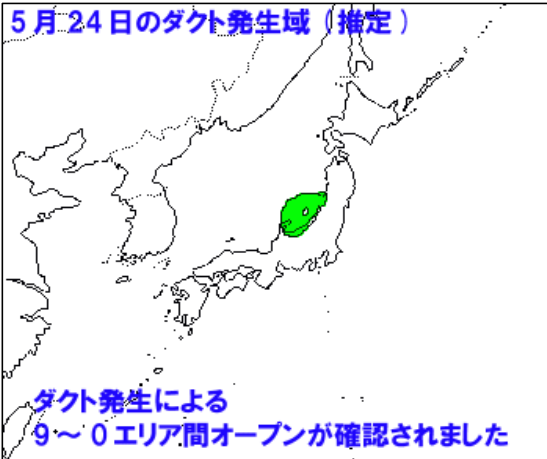 5月24日のダクト発生域（推定）
ダクト発生による
9～0エリア間オープンが確認されました